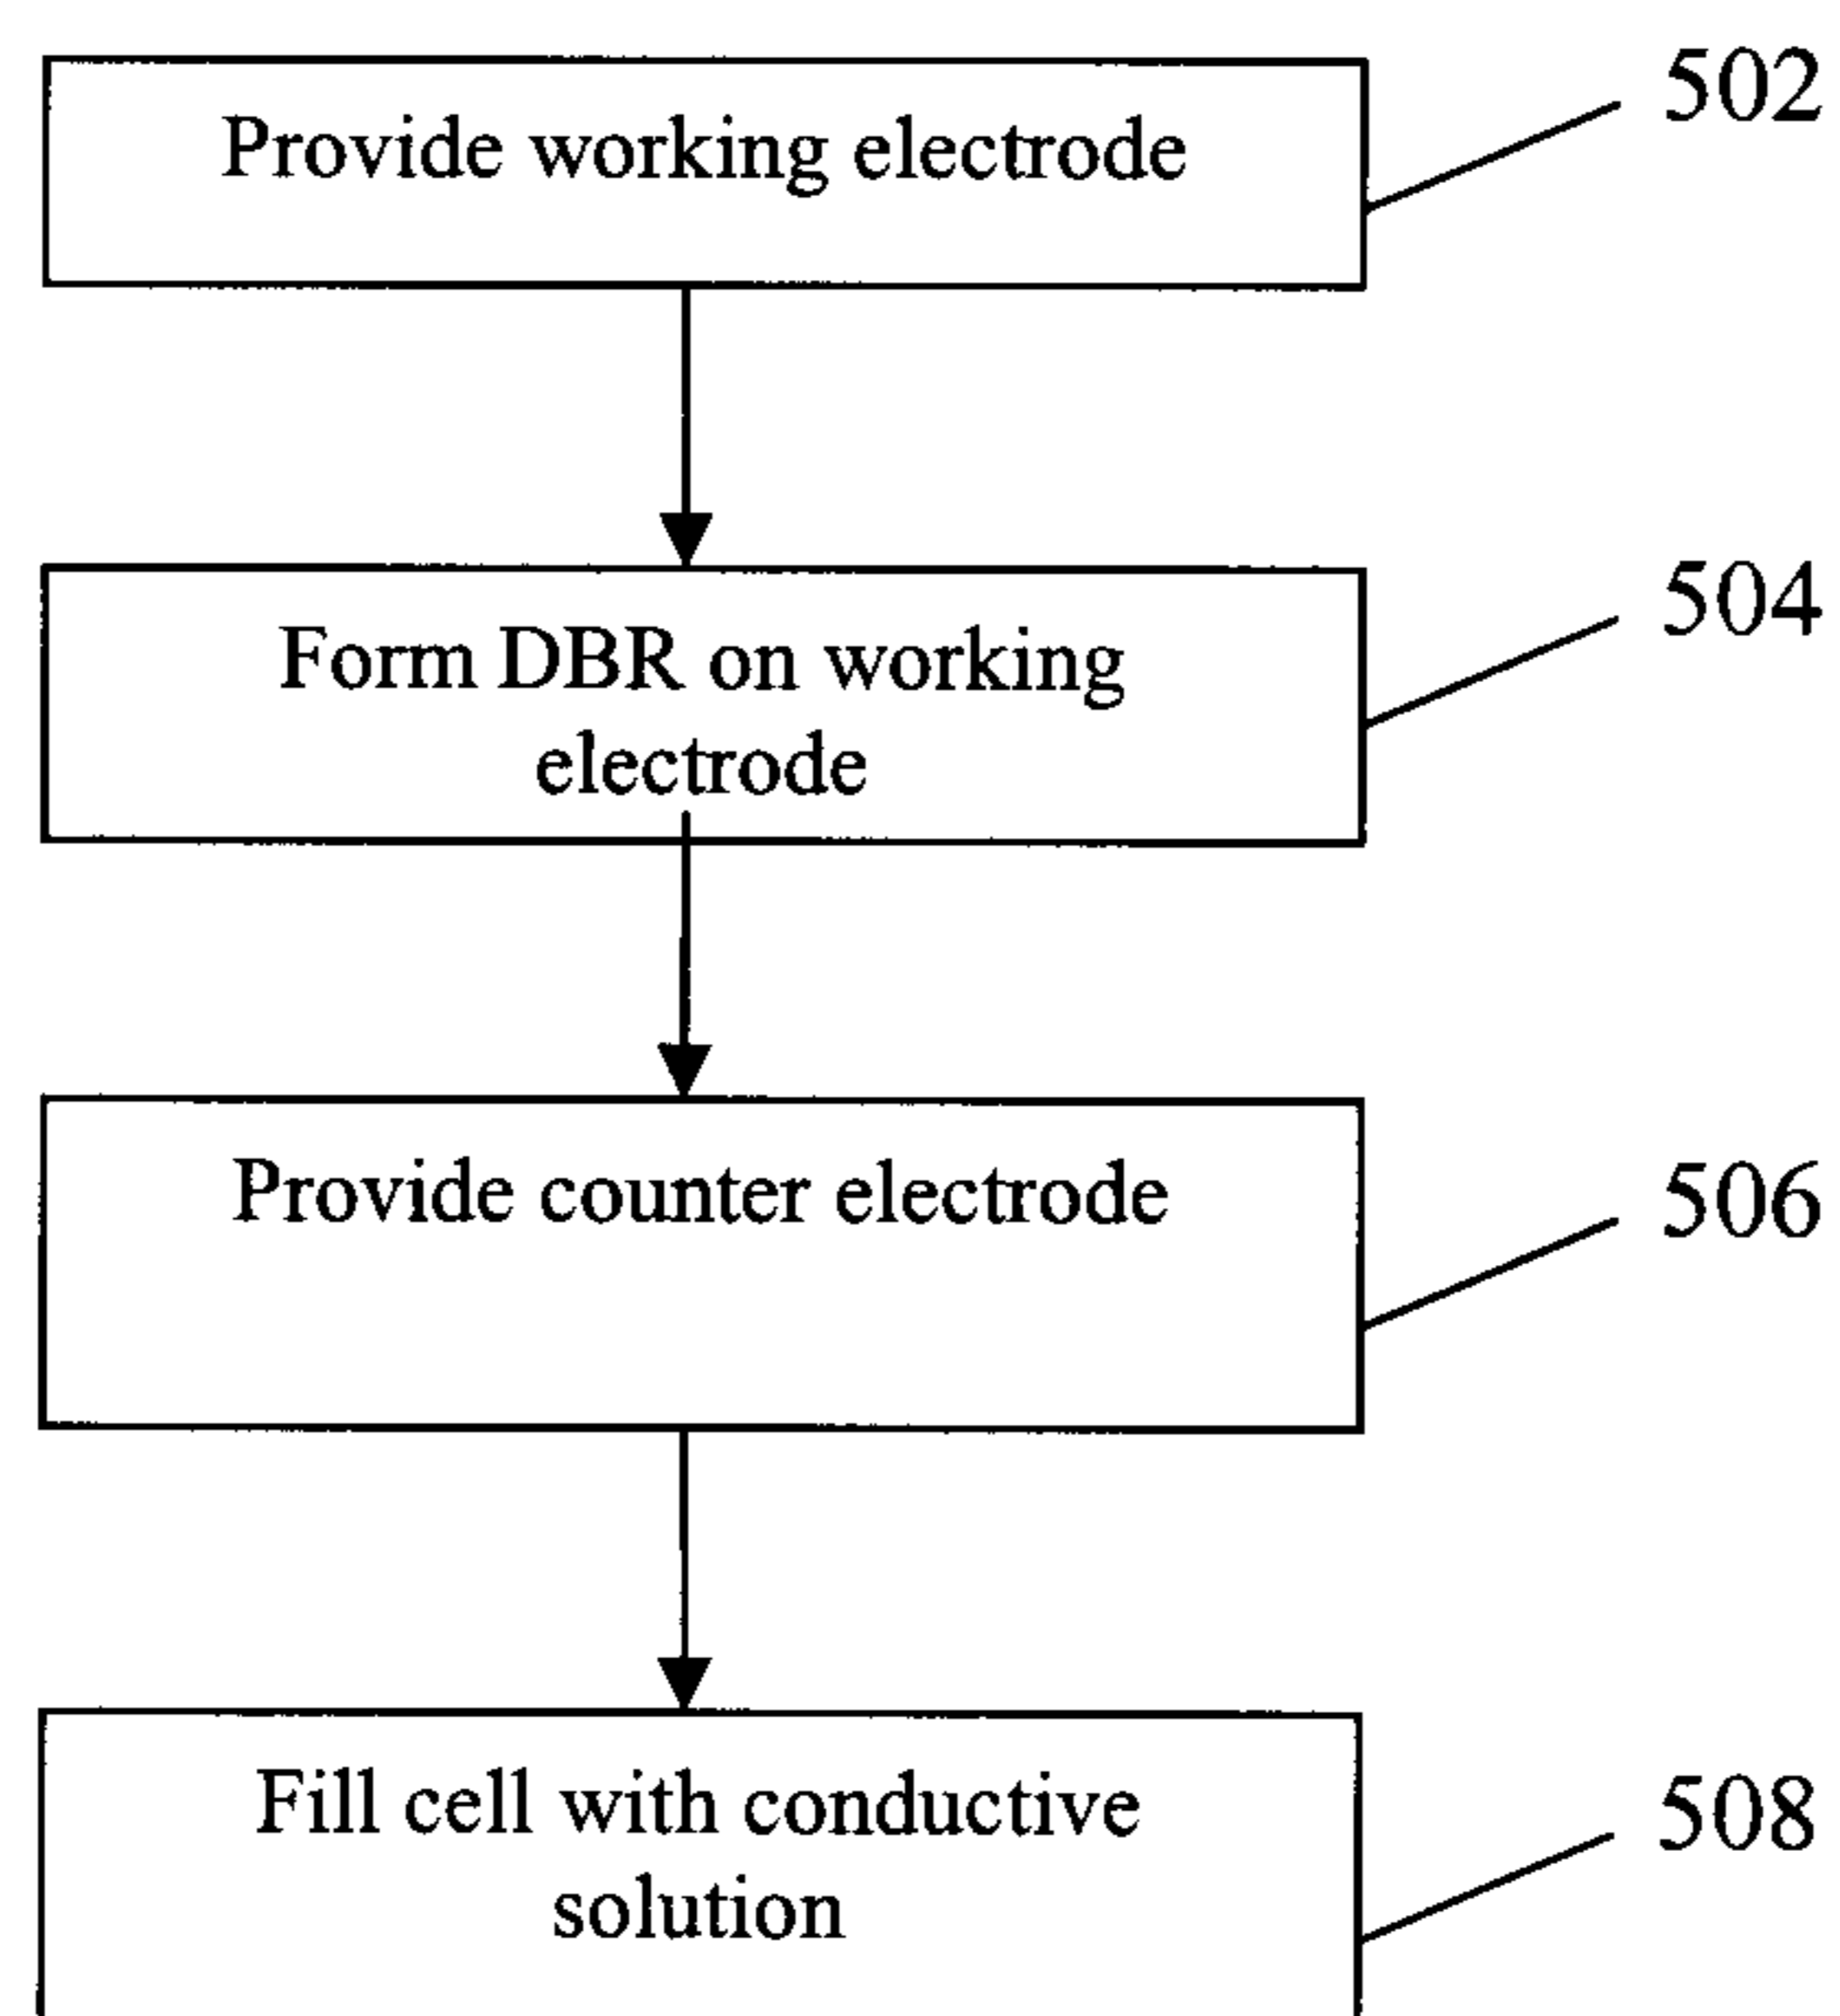 Provide working electrode
502
Form DBR on working
electrode
504
Provide counter electrode
506
Fill cell with conductive
solution
508